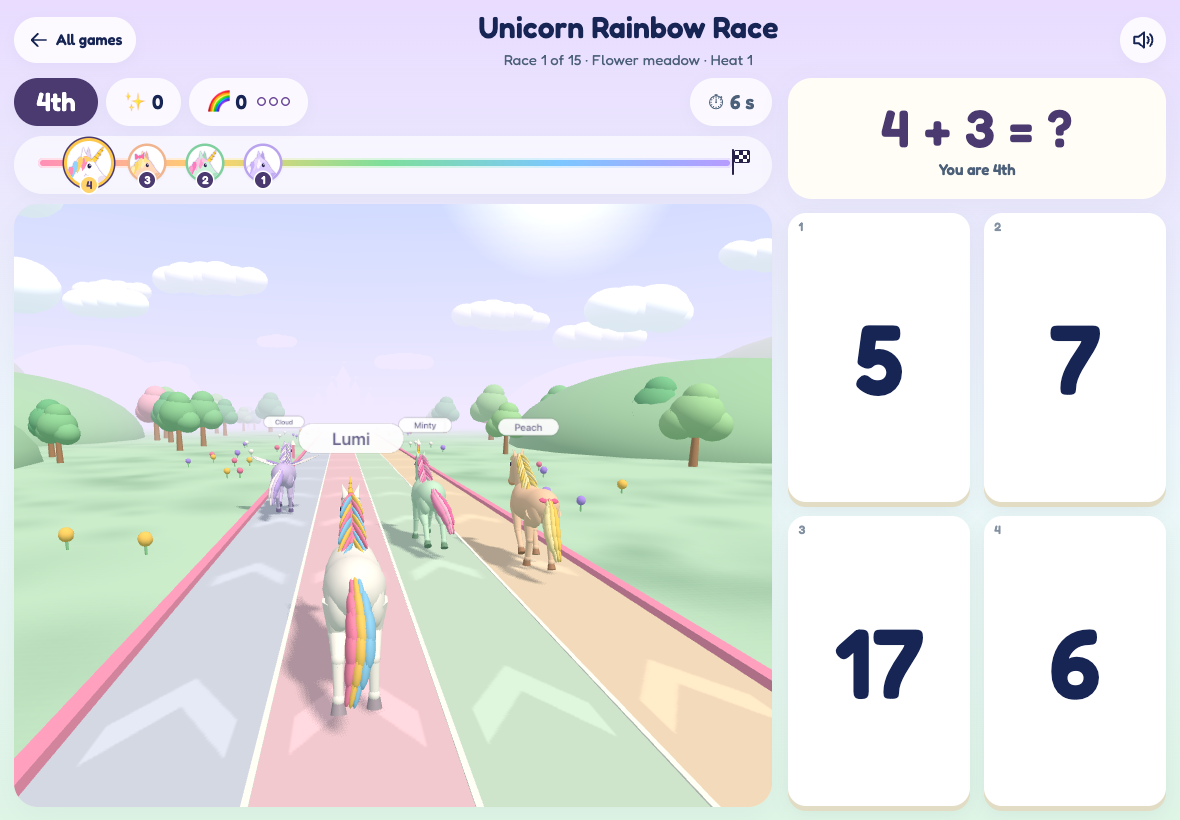 All games
Unicorn Rainbow Race
Race 1 of 15 · Flower meadow · Heat 1
4th
0
0
6 s
4
3
2
1
4 + 3 = ?
You are 4th
Cloud
Lumi
Minty
Peach
1
5
2
7
3
17
4
6